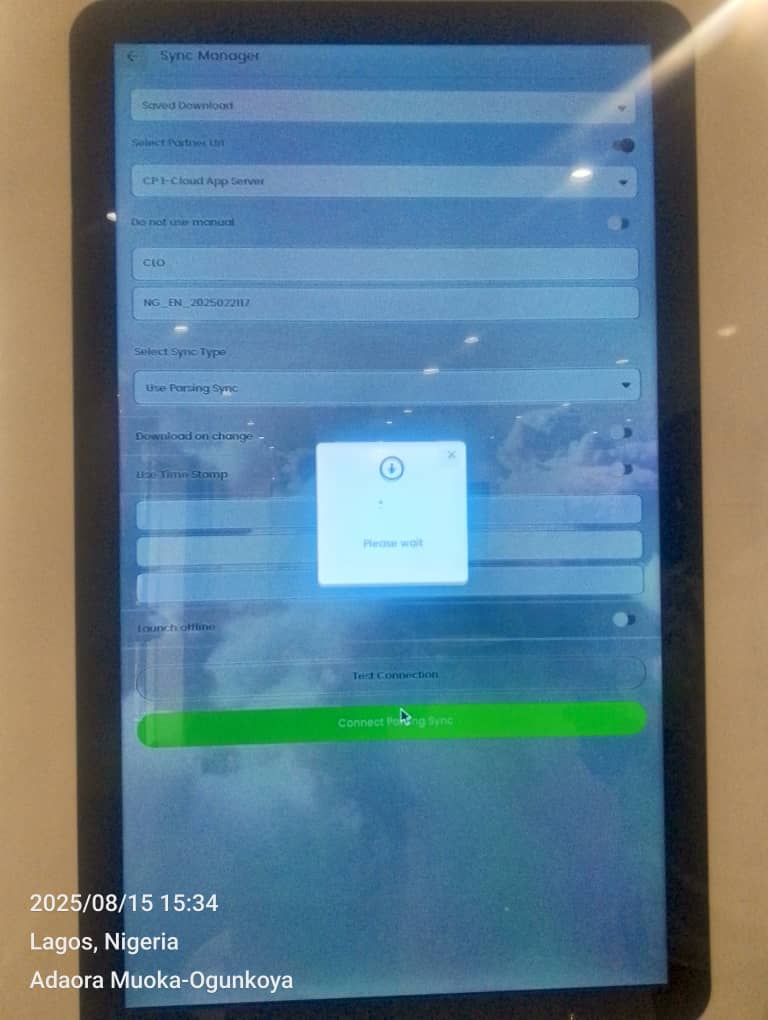 Sync Manager
Saved Download
Select Partner Url
CP 1-Cloud App Server
Do not use manual
CLO
NG_EN_2025022117
Select Sync Type
Use Parsing Sync
Download on change
Use Time Stamp
Please wait
Launch offline
Test Connection
Connect Parsing Sync
2025/08/15 15:34
Lagos, Nigeria
Adaora Muoka-Ogunkoya